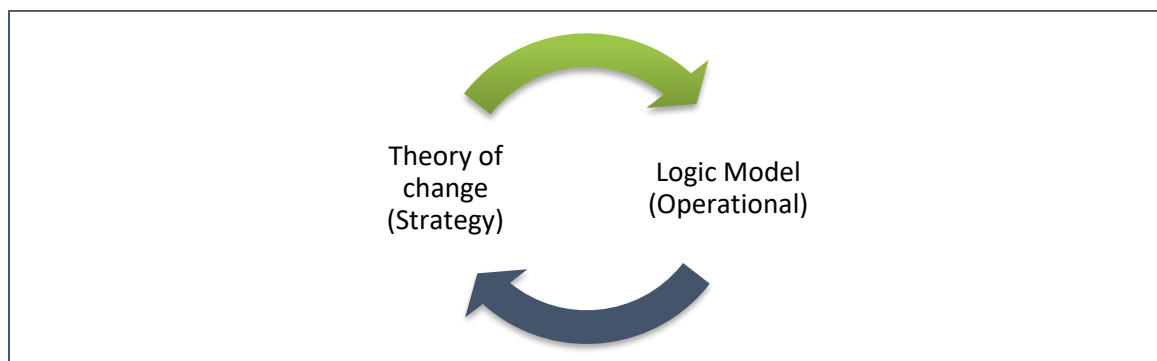 Theory of
change
(Strategy)
Logic Model
(Operational)